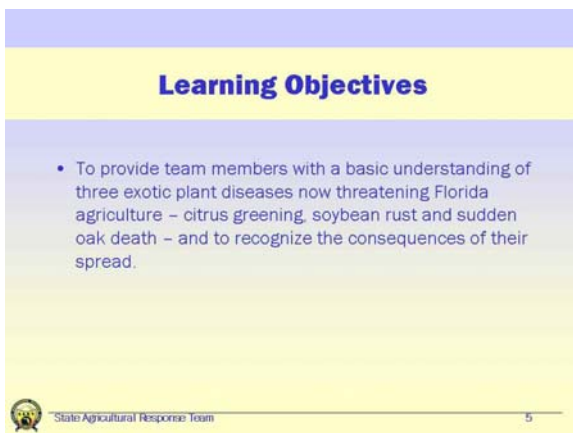 Learning Objectives
• To provide team members with a basic understanding of
three exotic plant diseases now threatening Florida
agriculture – citrus greening, soybean rust and sudden
oak death – and to recognize the consequences of their
spread.
State Agricultural Response Team 5